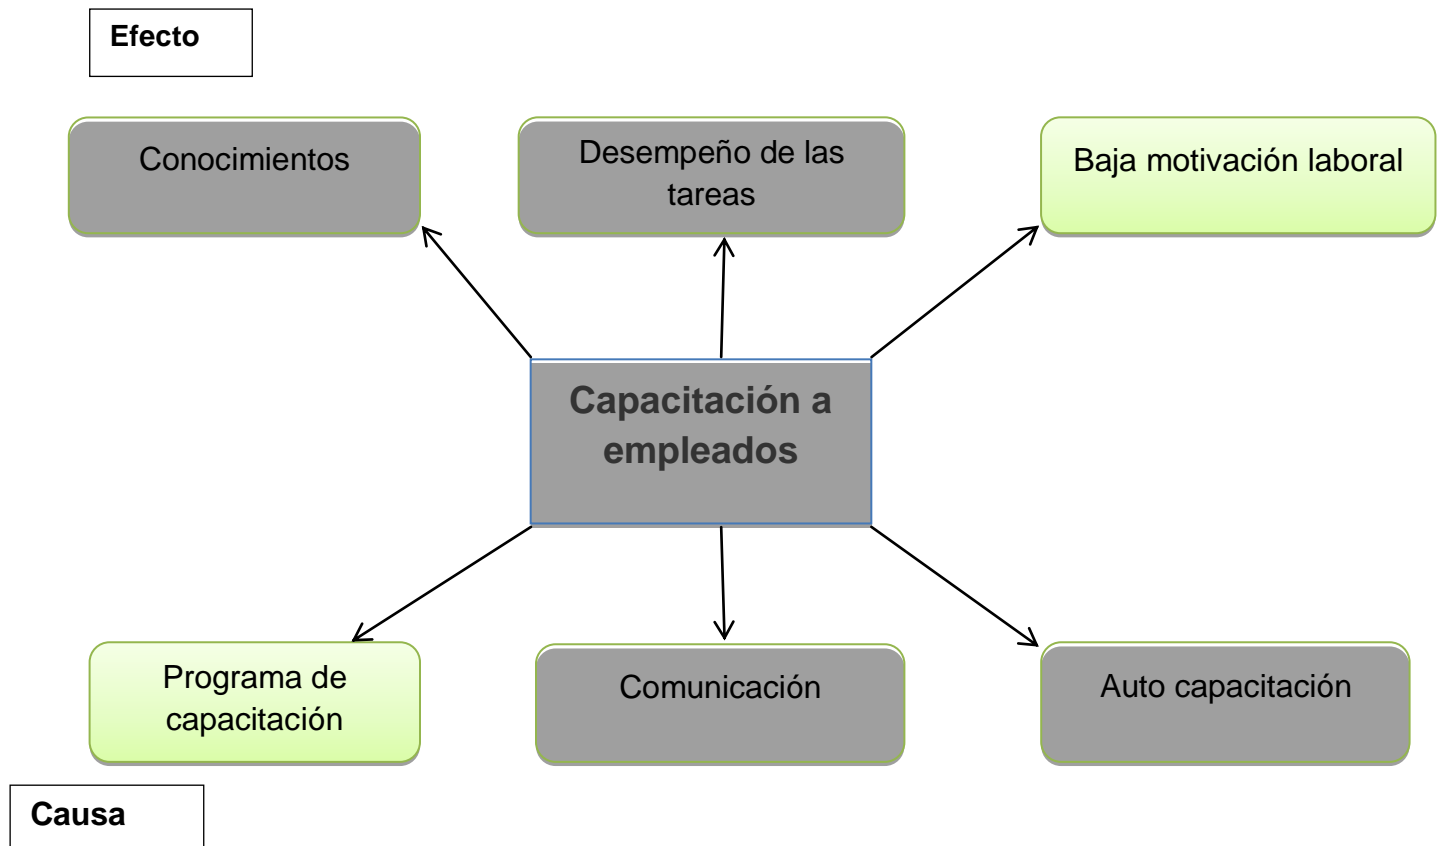 Efecto
Conocimientos
Desempeño de las
tareas
Baja motivación laboral
Capacitación a
empleados
Programa de
capacitación
Comunicación
Auto capacitación
Causa